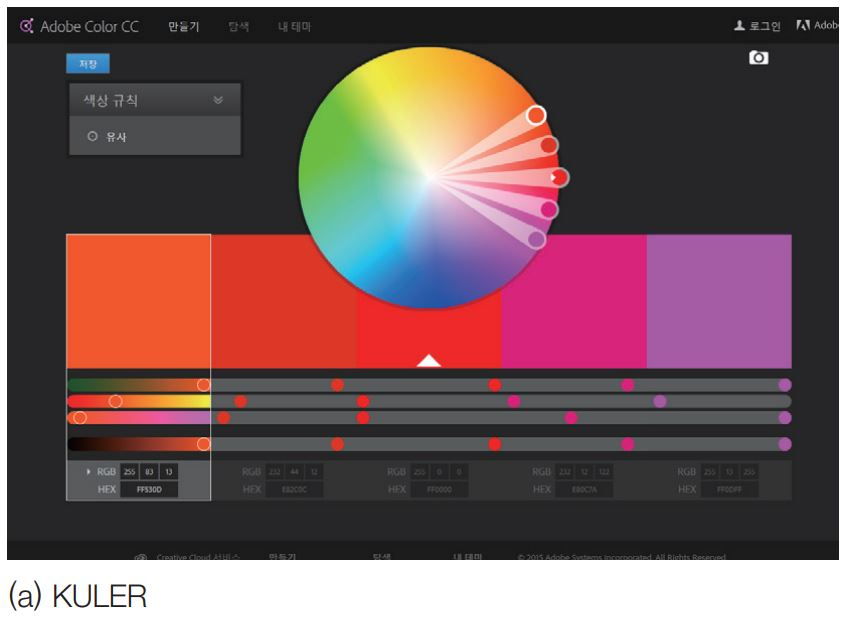 Adobe Color CC 만들기 탐색 내 테마 로그인 Adob
저장
색상 규칙
유사
RGB 255 83 13 RGB 232 44 12 RGB 255 0 0 RGB 232 12 122 RGB 255 13 255
HEX FF530D HEX E82C0C HEX FF0000 HEX E80C7A HEX FF0DFF
Creative Cloud 서비스 만들기 탐색 내 테마 © 2015 Adobe Systems Incorporated. All Rights Reserved.
(a) KULER